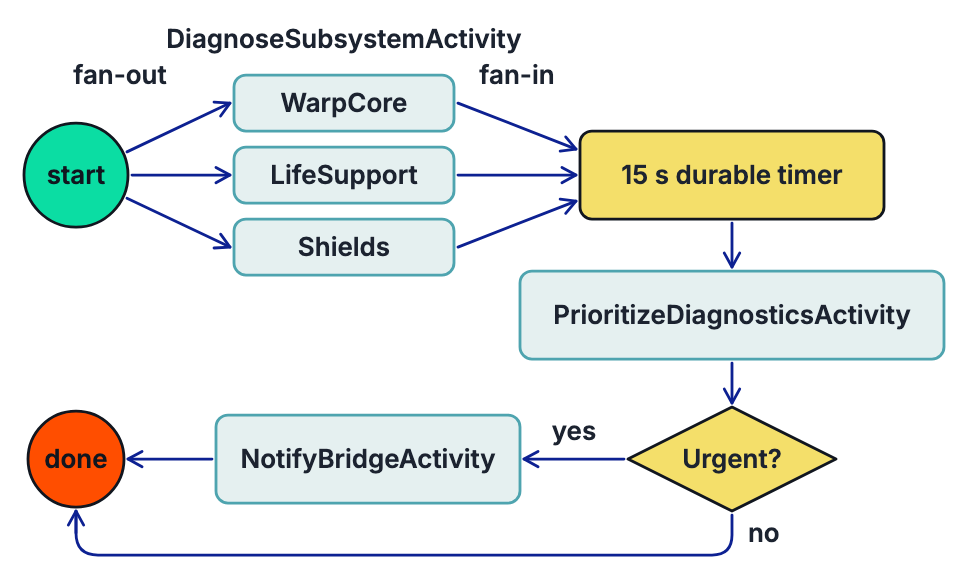 DiagnoseSubsystemActivity
fan-out
fan-in
WarpCore
start
LifeSupport
15 s durable timer
Shields
PrioritizeDiagnosticsActivity
yes
done
NotifyBridgeActivity
Urgent?
no